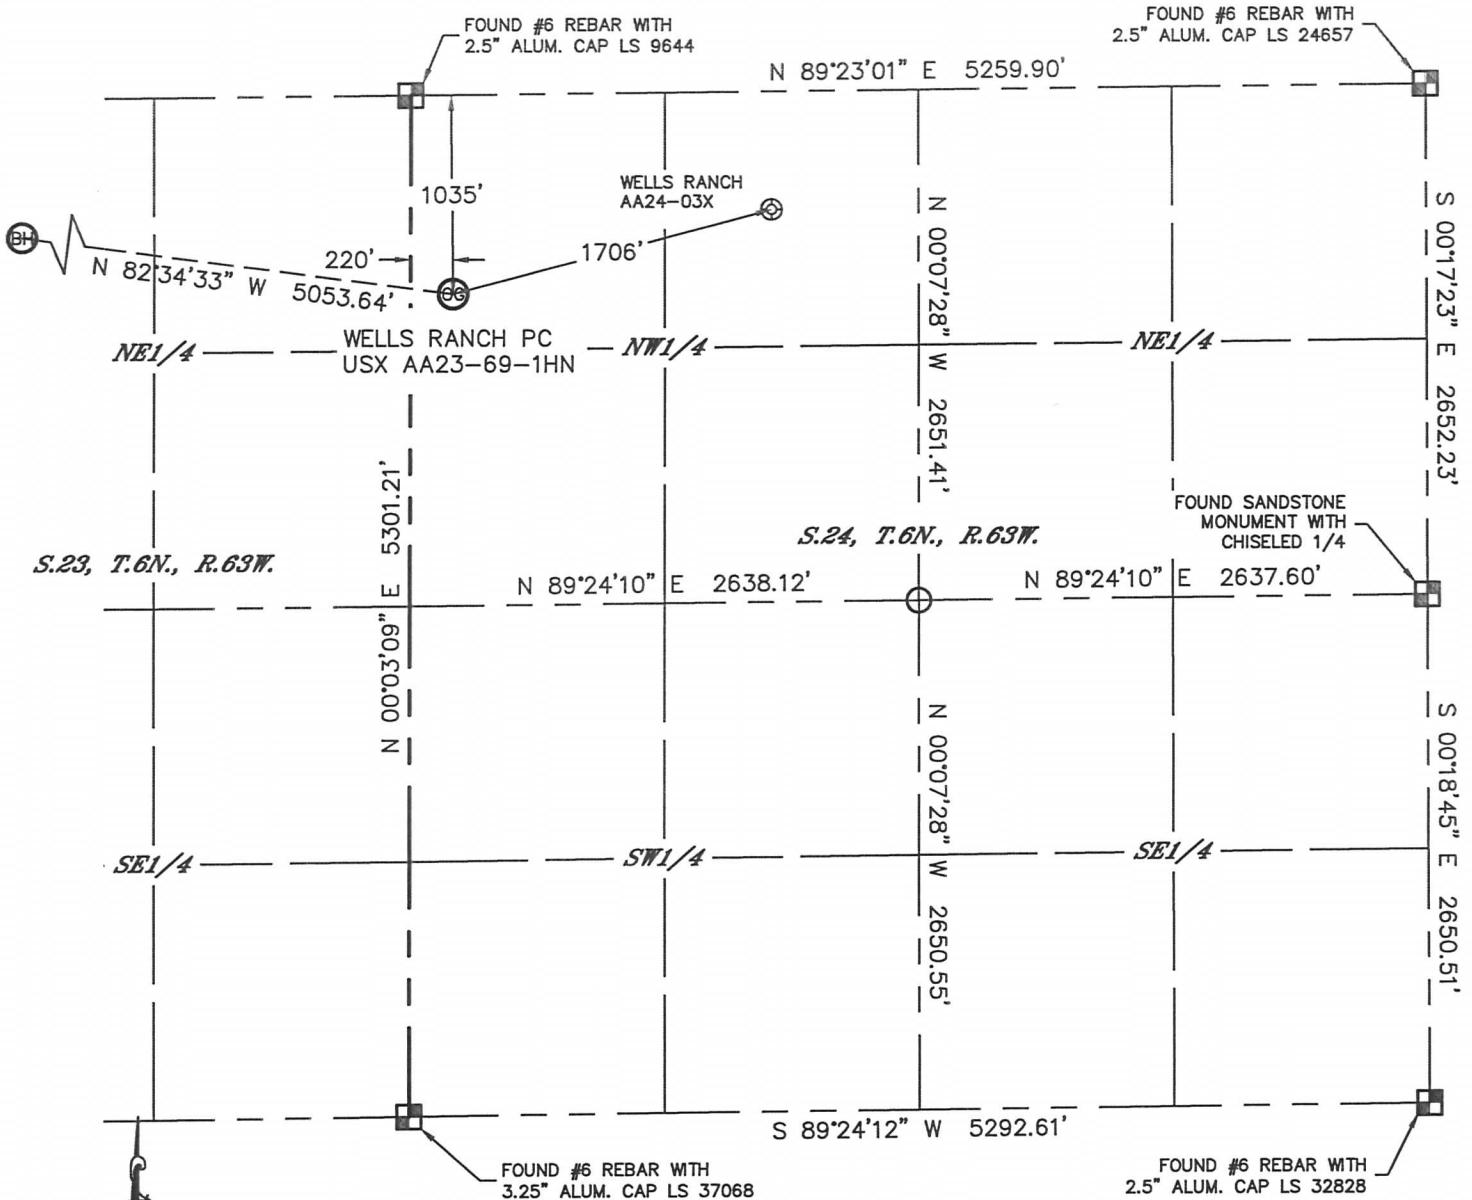 FOUND #6 REBAR WITH
2.5" ALUM. CAP LS 9644
FOUND #6 REBAR WITH
2.5" ALUM. CAP LS 24657
N 89°23'01" E 5259.90'
WELLS RANCH
AA24-03X
1035'
220'
1706'
BH
N 82°34'33" W 5053.64'
OG
WELLS RANCH PC
USX AA23-69-1HN
NE1/4
NW1/4
NE1/4
N 00°07'28" W 2651.41'
S 00°17'23" E 2652.23'
N 00°03'09" E 5301.21'
FOUND SANDSTONE
MONUMENT WITH
CHISELED 1/4
S.23, T.6N., R.63W.
S.24, T.6N., R.63W.
N 89°24'10" E 2638.12'
N 89°24'10" E 2637.60'
N 00°07'28" W 2650.55'
S 00°18'45" E 2650.51'
SE1/4
SW1/4
SE1/4
S 89°24'12" W 5292.61'
FOUND #6 REBAR WITH
3.25" ALUM. CAP LS 37068
FOUND #6 REBAR WITH
2.5" ALUM. CAP LS 32828